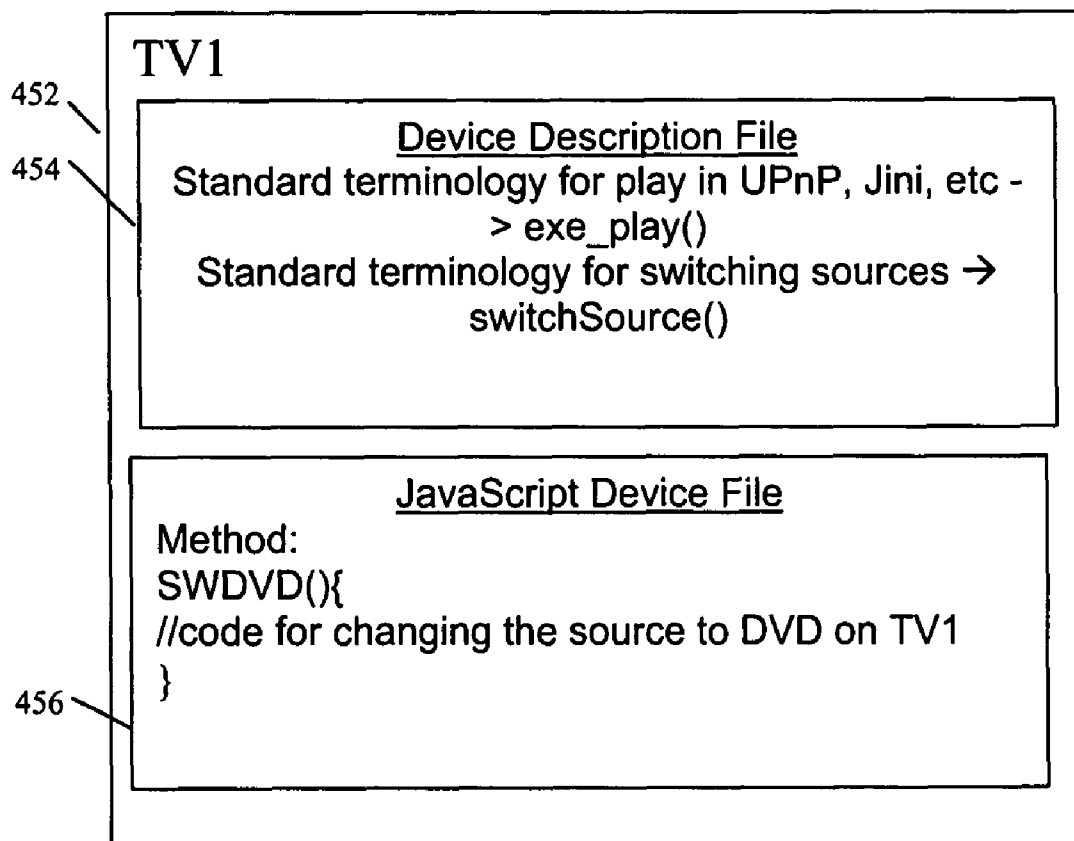 TV1
452
Device Description File
454
Standard terminology for play in UPnP, Jini, etc -
> exe_play()
Standard terminology for switching sources →
switchSource()
JavaScript Device File
Method:
SWDVD(){
//code for changing the source to DVD on TV1
}
456